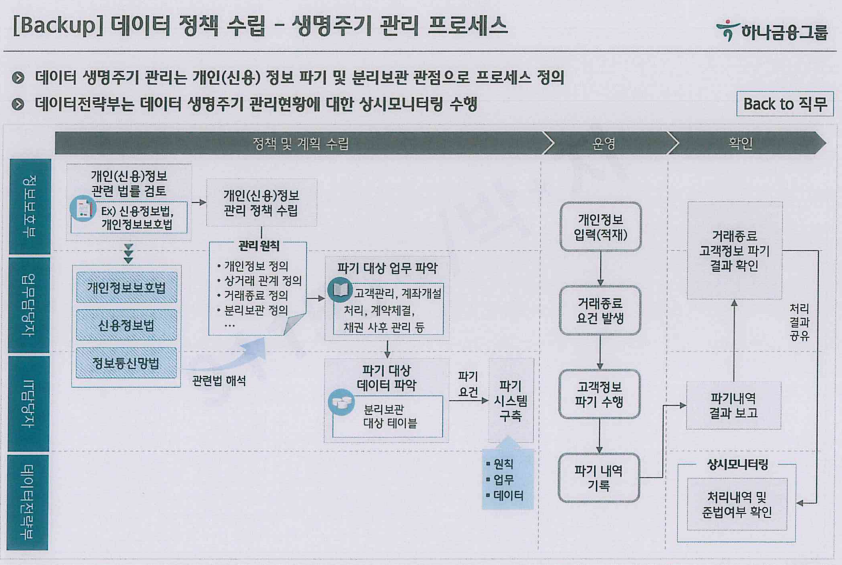 [Backup] 데이터 정책 수립 – 생명주기 관리 프로세스
하나금융그룹
데이터 생명주기 관리는 개인(신용) 정보 파기 및 분리보관 관점으로 프로세스 정의
데이터전략부는 데이터 생명주기 관리현황에 대한 상시모니터링 수행
Back to 직무
정책 및 계획 수립
운영
확인
정보보호부
개인(신용)정보
관련 법률 검토
Ex) 신용정보법,
개인정보보호법
개인(신용)정보
관리 정책 수립
관리원칙
• 개인정보 정의
• 상거래 관계 정의
• 거래종료 정의
• 분리보관 정의
...
개인정보보호법
신용정보법
정보통신망법
관련법 해석
업무담당자
파기 대상 업무 파악
고객관리, 계좌개설
처리, 계약체결,
채권 사후 관리 등
IT담당자
파기 대상
데이터 파악
분리보관
대상 테이블
파기
요건
파기
시스템
구축
▪ 원칙
▪ 업무
▪ 데이터
데이터전략부
개인정보
입력(적재)
거래종료
요건 발생
고객정보
파기 수행
파기 내역
기록
거래종료
고객정보 파기
결과 확인
처리
결과
공유
파기내역
결과 보고
상시모니터링
처리내역 및
준법여부 확인